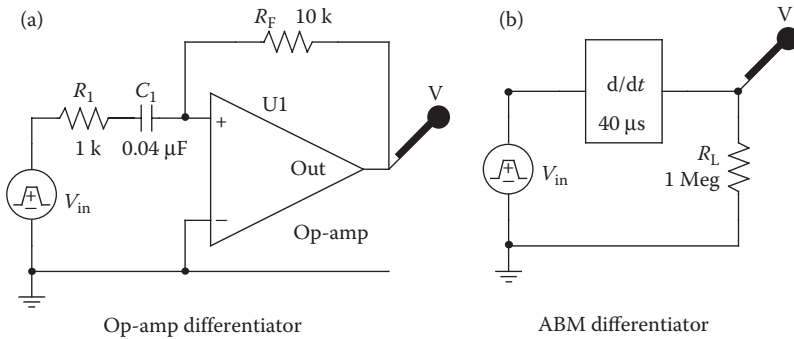 (a)
R_F 10 k
V
R_1 C_1
U1
+
1 k 0.04 µF
Out
V_in
−
Op-amp
Op-amp differentiator
(b)
V
d/dt
40 µs
V_in
R_L
1 Meg
ABM differentiator